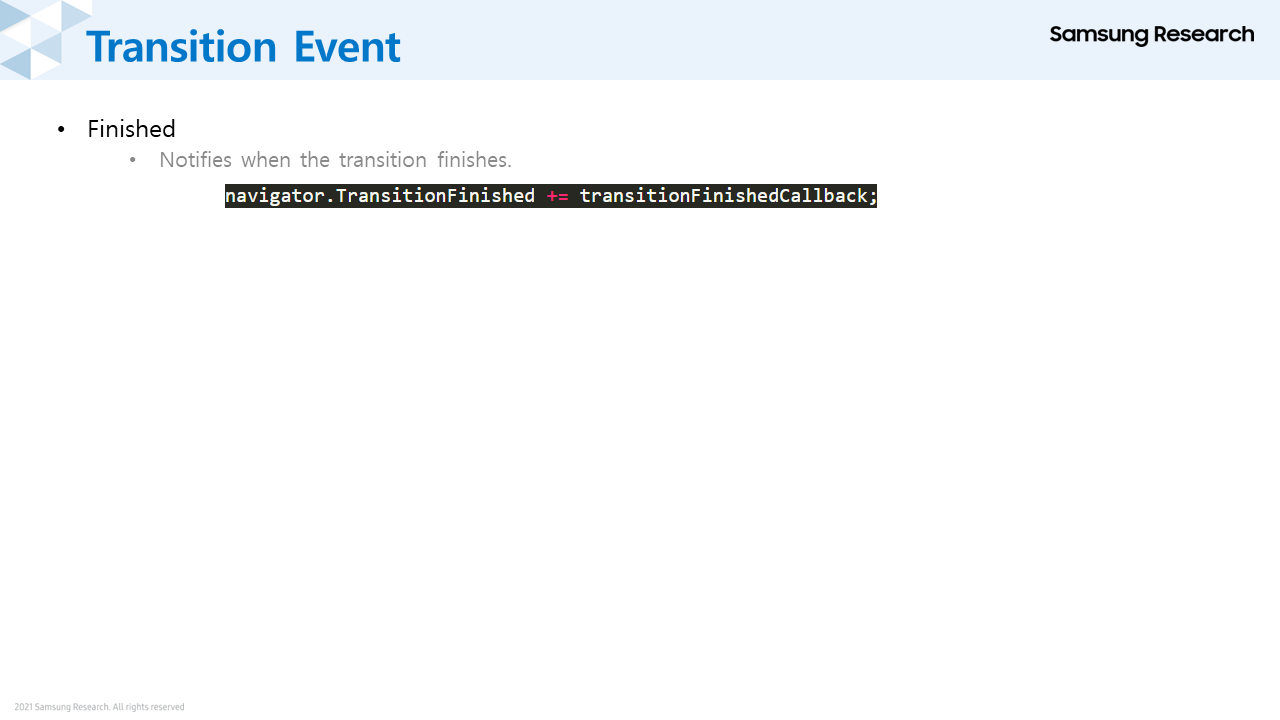 Transition Event
Samsung Research
• Finished
• Notifies when the transition finishes.
navigator.TransitionFinished += transitionFinishedCallback;
2021 Samsung Research. All rights reserved